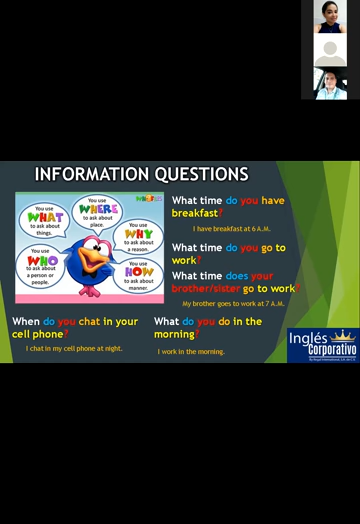 INFORMATION QUESTIONS
You use
WHAT
to ask about
things.
You use
WHERE
to ask about
place.
You use
WHY
to ask about
a reason.
You use
WHO
to ask about
a person or
people.
You use
HOW
to ask about
manner.
What time do you have
breakfast?
I have breakfast at 6 A.M.
What time do you go to
work?
What time does your
brother/sister go to work?
My brother goes to work at 7 A.M.
When do you chat in your
cell phone?
I chat in my cell phone at night.
What do you do in the
morning?
I work in the morning.
Inglés
Corporativo